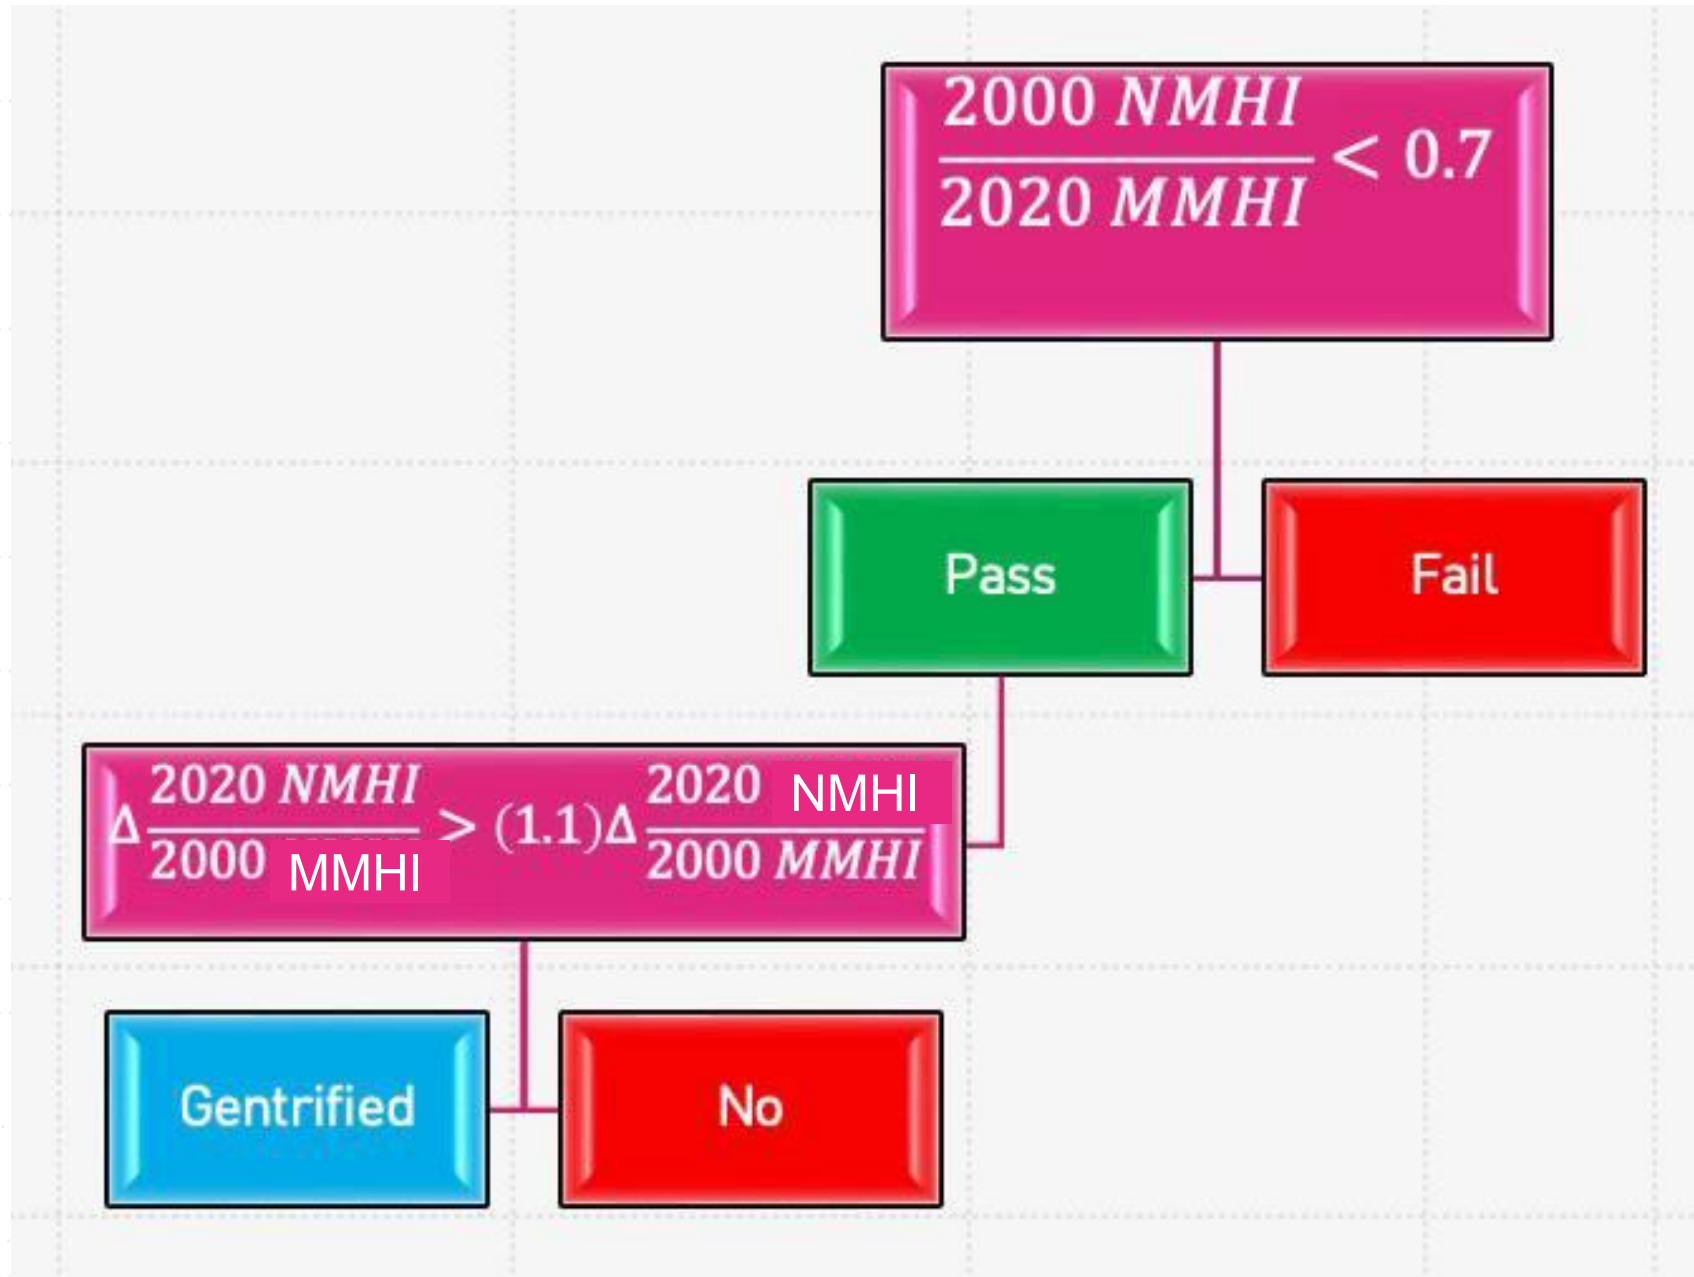 2000 NMHI
< 0.7
2020 MMHI
Pass
Fail
2020 NMHI 2020 NMHI
Δ > (1.1)Δ
2000 MMHI 2000 MMHI
Gentrified
No